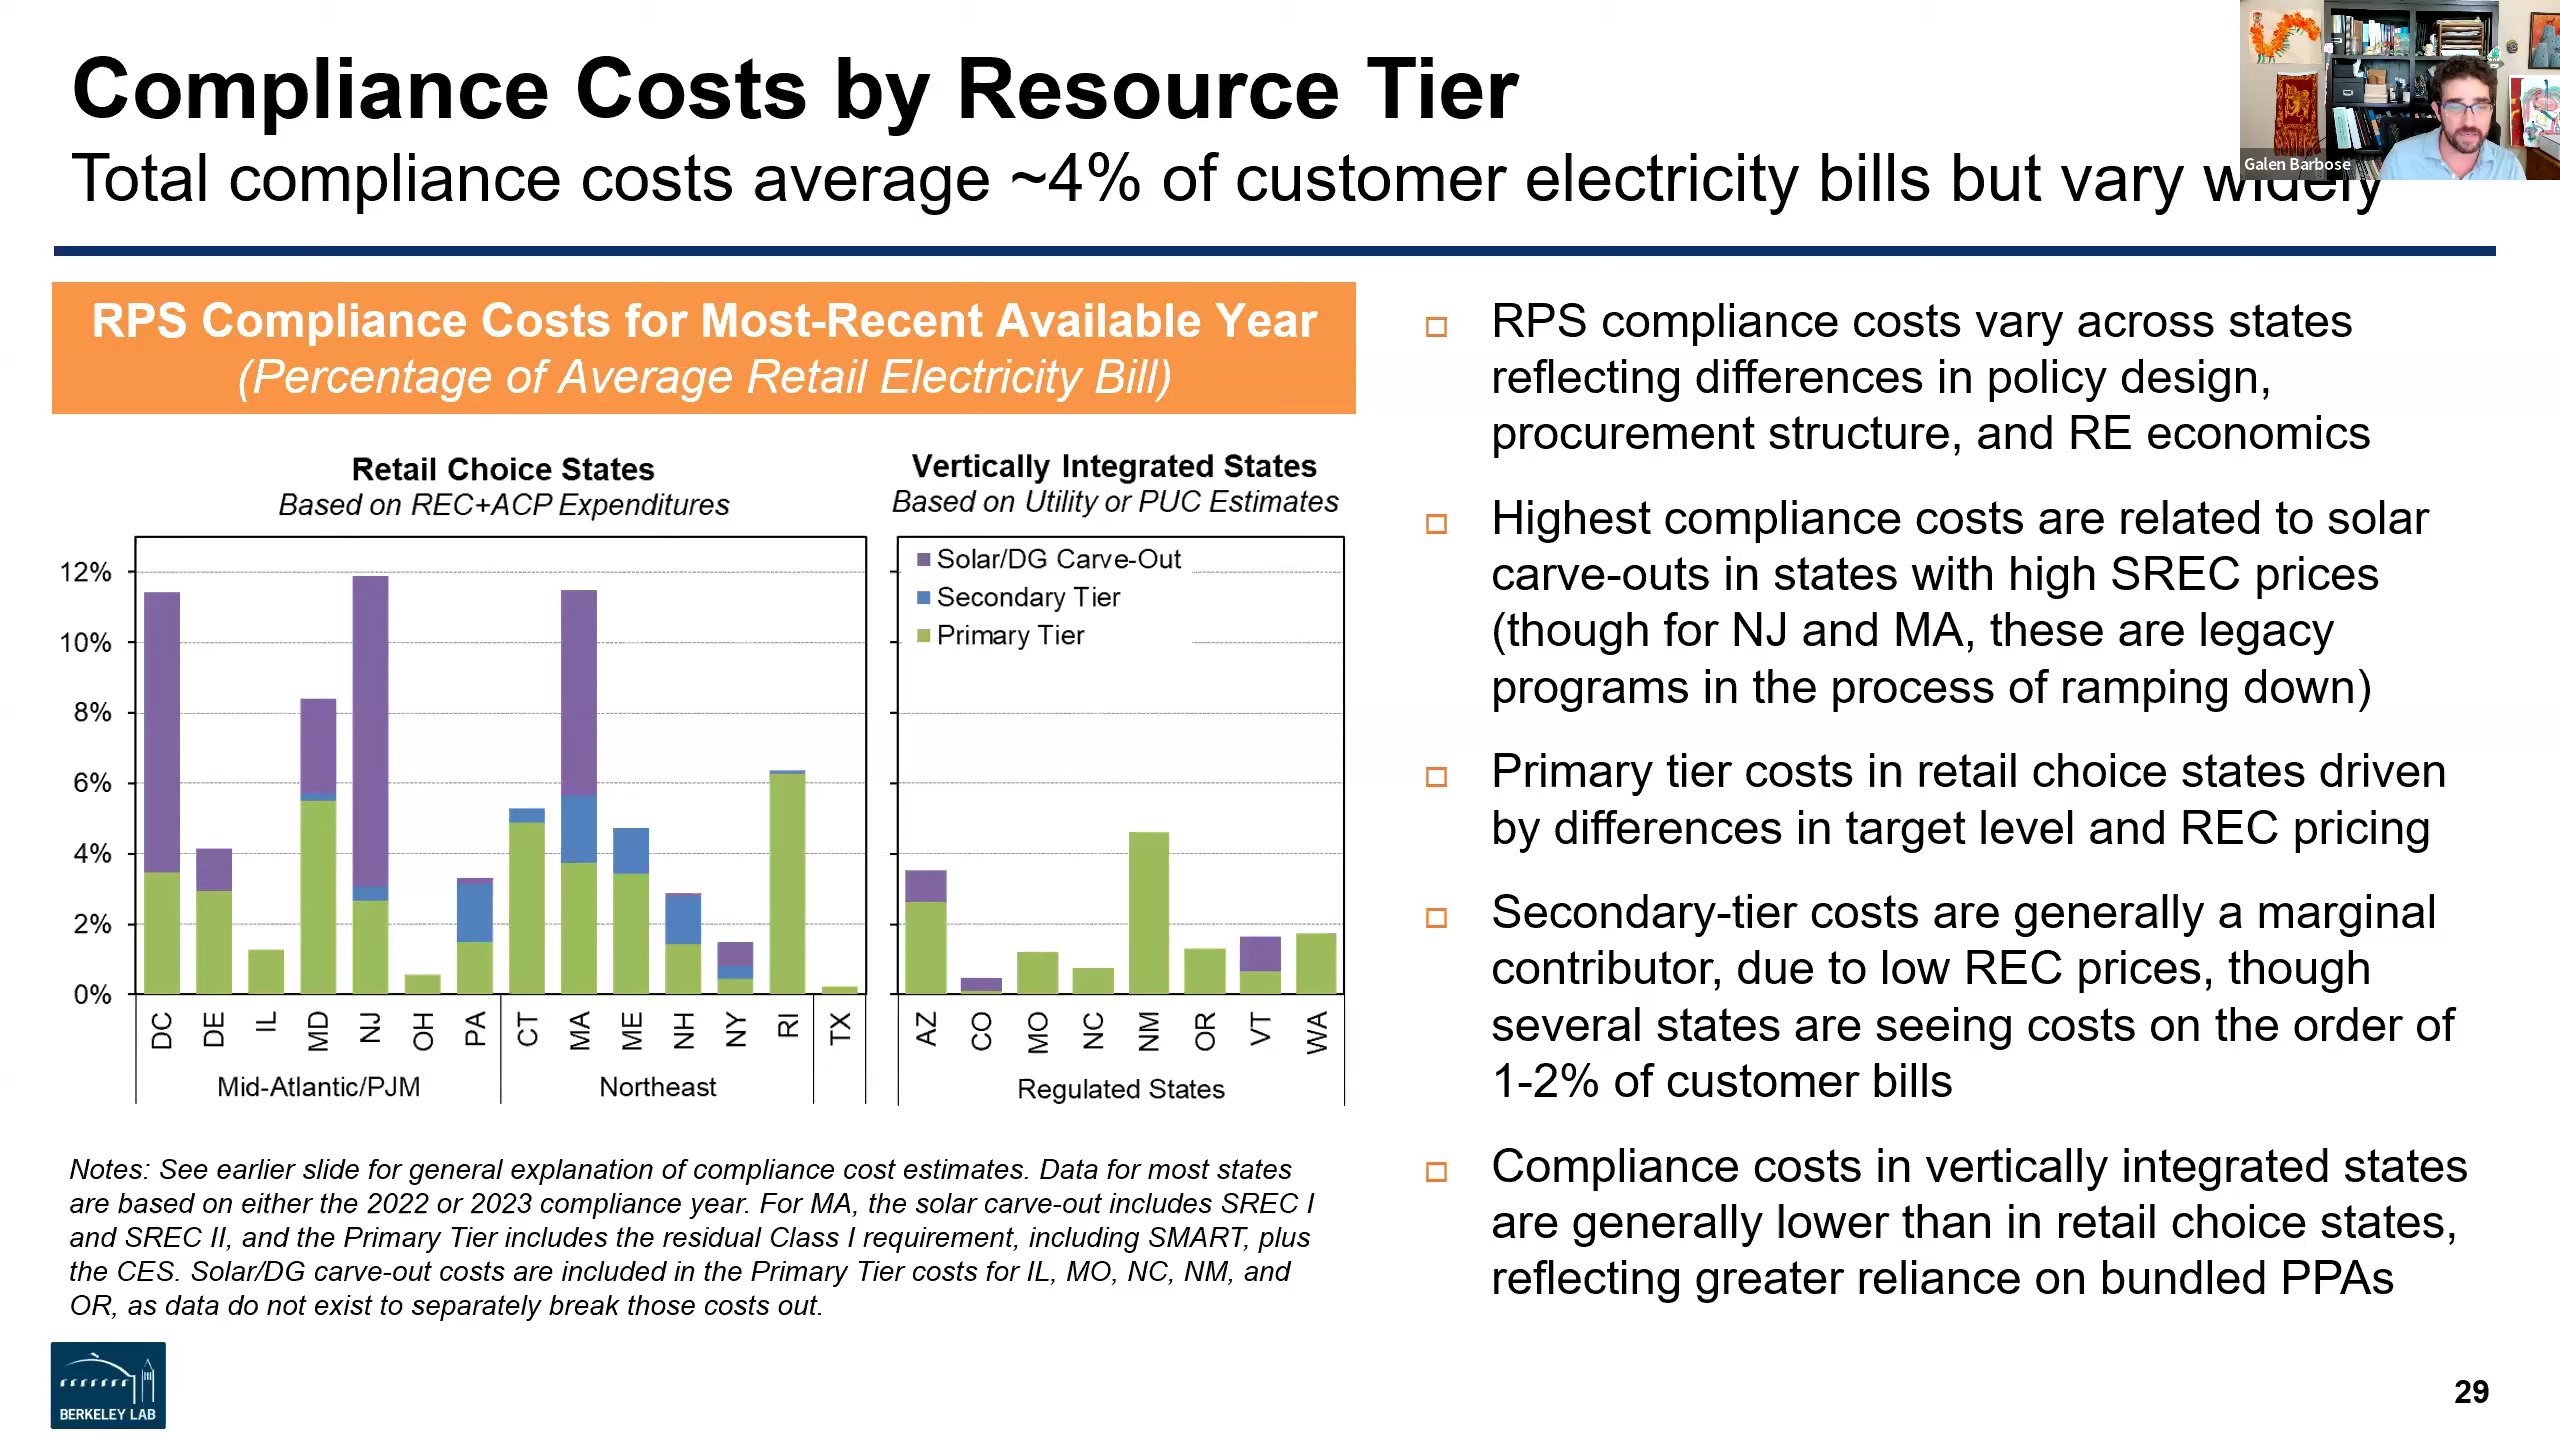 Compliance Costs by Resource Tier
Total compliance costs average ~4% of customer electricity bills but vary widely
Galen Barbose
RPS Compliance Costs for Most-Recent Available Year
(Percentage of Average Retail Electricity Bill)
Retail Choice States
Based on REC+ACP Expenditures
12%
10%
8%
6%
4%
2%
0%
DC
DE
IL
MD
NJ
OH
PA
CT
MA
ME
NH
NY
RI
TX
Mid-Atlantic/PJM
Northeast
Vertically Integrated States
Based on Utility or PUC Estimates
Solar/DG Carve-Out
Secondary Tier
Primary Tier
AZ
CO
MO
NC
NM
OR
VT
WA
Regulated States
Notes: See earlier slide for general explanation of compliance cost estimates. Data for most states
are based on either the 2022 or 2023 compliance year. For MA, the solar carve-out includes SREC I
and SREC II, and the Primary Tier includes the residual Class I requirement, including SMART, plus
the CES. Solar/DG carve-out costs are included in the Primary Tier costs for IL, MO, NC, NM, and
OR, as data do not exist to separately break those costs out.
RPS compliance costs vary across states
reflecting differences in policy design,
procurement structure, and RE economics
Highest compliance costs are related to solar
carve-outs in states with high SREC prices
(though for NJ and MA, these are legacy
programs in the process of ramping down)
Primary tier costs in retail choice states driven
by differences in target level and REC pricing
Secondary-tier costs are generally a marginal
contributor, due to low REC prices, though
several states are seeing costs on the order of
1-2% of customer bills
Compliance costs in vertically integrated states
are generally lower than in retail choice states,
reflecting greater reliance on bundled PPAs
BERKELEY LAB
29